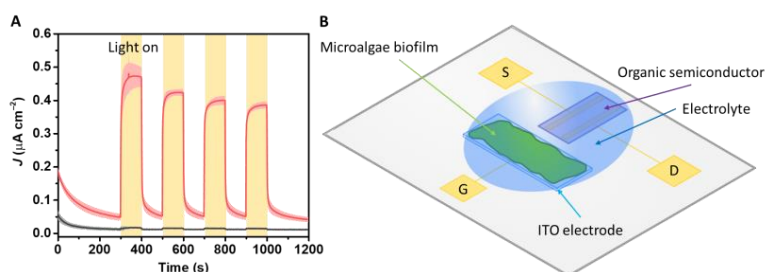 A
Light on
J (μA cm⁻²)
0.6
0.5
0.4
0.3
0.2
0.1
0.0
0 200 400 600 800 1000 1200
Time (s)
B
Microalgae biofilm
S
Organic semiconductor
Electrolyte
G
D
ITO electrode